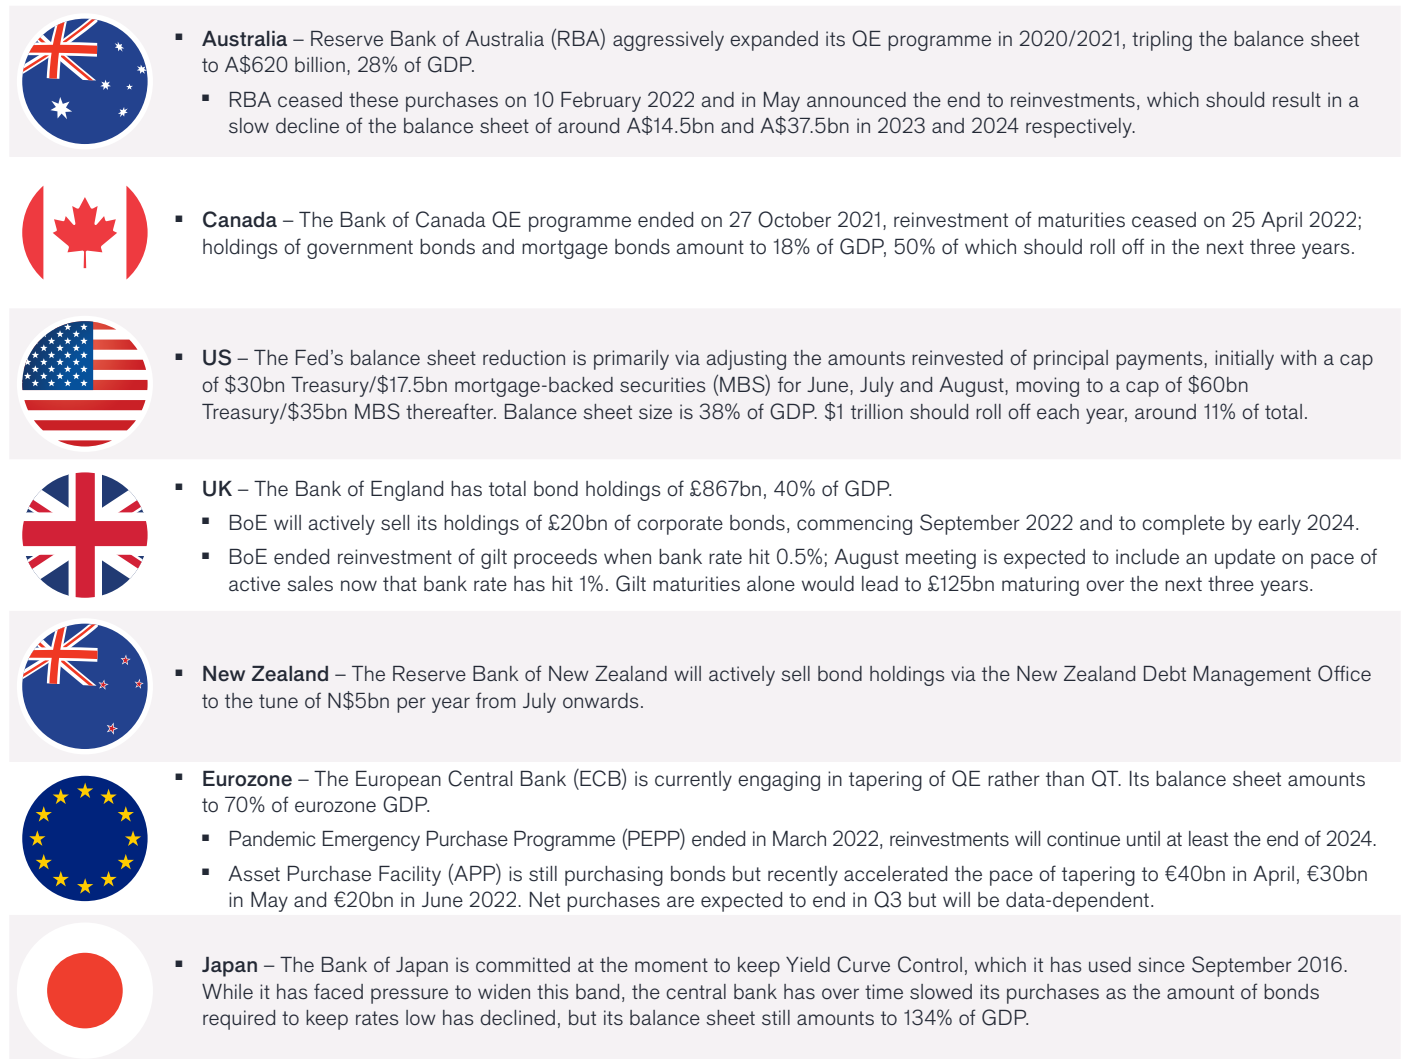 ▪ Australia – Reserve Bank of Australia (RBA) aggressively expanded its QE programme in 2020/2021, tripling the balance sheet
to A$620 billion, 28% of GDP.
▪ RBA ceased these purchases on 10 February 2022 and in May announced the end to reinvestments, which should result in a
slow decline of the balance sheet of around A$14.5bn and A$37.5bn in 2023 and 2024 respectively.
▪ Canada – The Bank of Canada QE programme ended on 27 October 2021, reinvestment of maturities ceased on 25 April 2022;
holdings of government bonds and mortgage bonds amount to 18% of GDP, 50% of which should roll off in the next three years.
▪ US – The Fed’s balance sheet reduction is primarily via adjusting the amounts reinvested of principal payments, initially with a cap
of $30bn Treasury/$17.5bn mortgage-backed securities (MBS) for June, July and August, moving to a cap of $60bn
Treasury/$35bn MBS thereafter. Balance sheet size is 38% of GDP. $1 trillion should roll off each year, around 11% of total.
▪ UK – The Bank of England has total bond holdings of £867bn, 40% of GDP.
▪ BoE will actively sell its holdings of £20bn of corporate bonds, commencing September 2022 and to complete by early 2024.
▪ BoE ended reinvestment of gilt proceeds when bank rate hit 0.5%; August meeting is expected to include an update on pace of
active sales now that bank rate has hit 1%. Gilt maturities alone would lead to £125bn maturing over the next three years.
▪ New Zealand – The Reserve Bank of New Zealand will actively sell bond holdings via the New Zealand Debt Management Office
to the tune of N$5bn per year from July onwards.
▪ Eurozone – The European Central Bank (ECB) is currently engaging in tapering of QE rather than QT. Its balance sheet amounts
to 70% of eurozone GDP.
▪ Pandemic Emergency Purchase Programme (PEPP) ended in March 2022, reinvestments will continue until at least the end of 2024.
▪ Asset Purchase Facility (APP) is still purchasing bonds but recently accelerated the pace of tapering to €40bn in April, €30bn
in May and €20bn in June 2022. Net purchases are expected to end in Q3 but will be data-dependent.
▪ Japan – The Bank of Japan is committed at the moment to keep Yield Curve Control, which it has used since September 2016.
While it has faced pressure to widen this band, the central bank has over time slowed its purchases as the amount of bonds
required to keep rates low has declined, but its balance sheet still amounts to 134% of GDP.